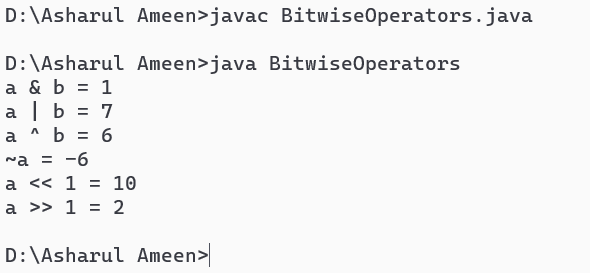 D:\Asharul Ameen>javac BitwiseOperators.java
D:\Asharul Ameen>java BitwiseOperators
a & b = 1
a | b = 7
a ^ b = 6
~a = -6
a << 1 = 10
a >> 1 = 2
D:\Asharul Ameen>